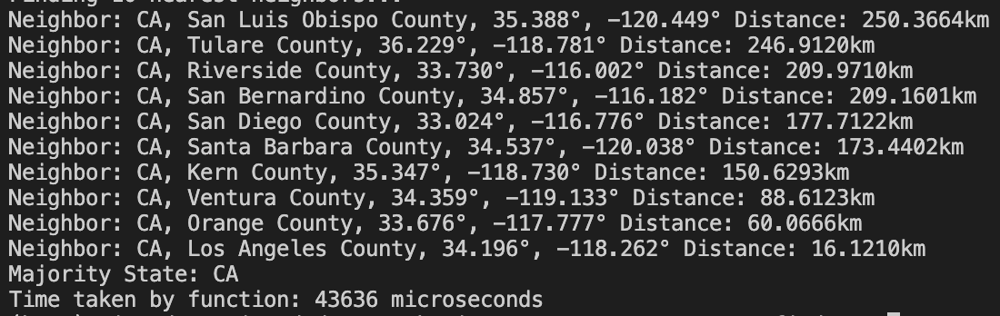 Neighbor: CA, San Luis Obispo County, 35.388°, -120.449° Distance: 250.3664km
Neighbor: CA, Tulare County, 36.229°, -118.781° Distance: 246.9120km
Neighbor: CA, Riverside County, 33.730°, -116.002° Distance: 209.9710km
Neighbor: CA, San Bernardino County, 34.857°, -116.182° Distance: 209.1601km
Neighbor: CA, San Diego County, 33.024°, -116.776° Distance: 177.7122km
Neighbor: CA, Santa Barbara County, 34.537°, -120.038° Distance: 173.4402km
Neighbor: CA, Kern County, 35.347°, -118.730° Distance: 150.6293km
Neighbor: CA, Ventura County, 34.359°, -119.133° Distance: 88.6123km
Neighbor: CA, Orange County, 33.676°, -117.777° Distance: 60.0666km
Neighbor: CA, Los Angeles County, 34.196°, -118.262° Distance: 16.1210km
Majority State: CA
Time taken by function: 43636 microseconds